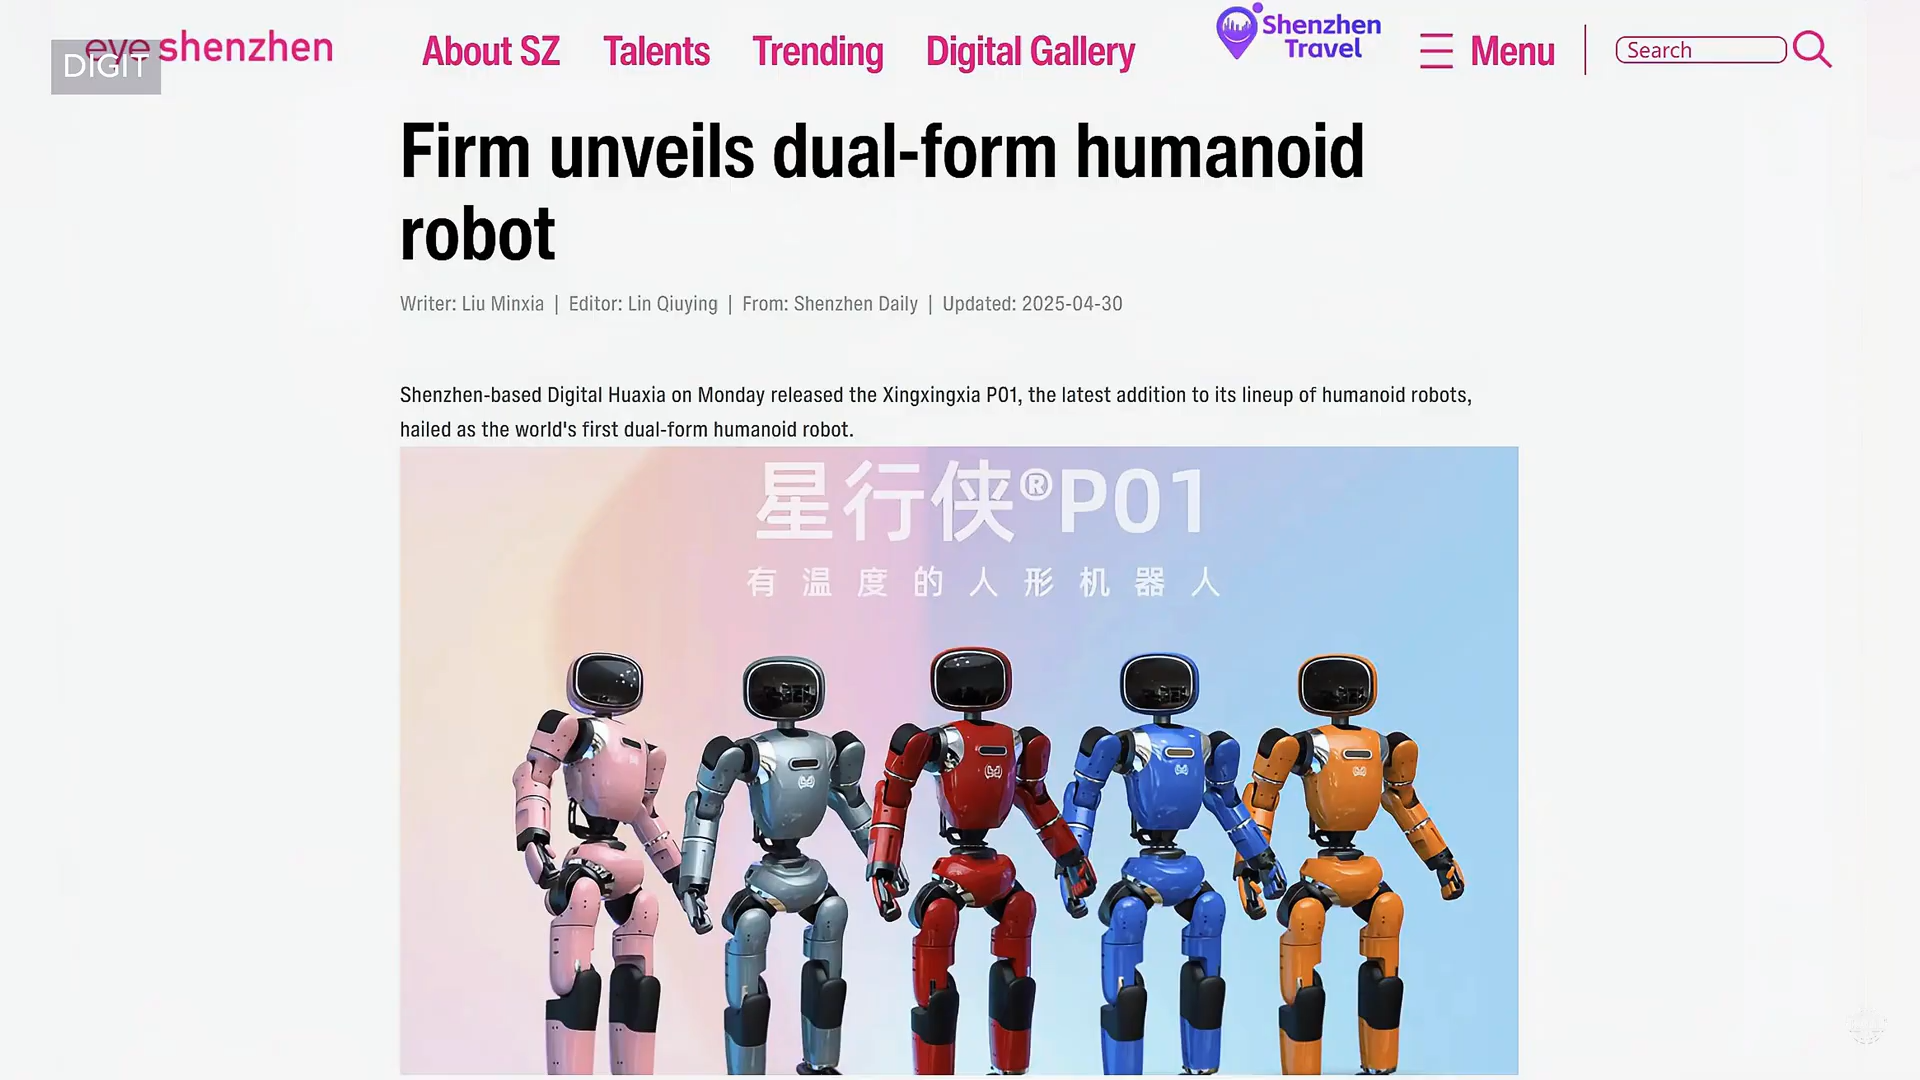 eye shenzhen
DIGIT
About SZ
Talents
Trending
Digital Gallery
Shenzhen
Travel
Menu
Search
Firm unveils dual-form humanoid
robot
Writer: Liu Minxia | Editor: Lin Qiuying | From: Shenzhen Daily | Updated: 2025-04-30
Shenzhen-based Digital Huaxia on Monday released the Xingxingxia P01, the latest addition to its lineup of humanoid robots,
hailed as the world's first dual-form humanoid robot.
星行侠®P01
有温度的人形机器人